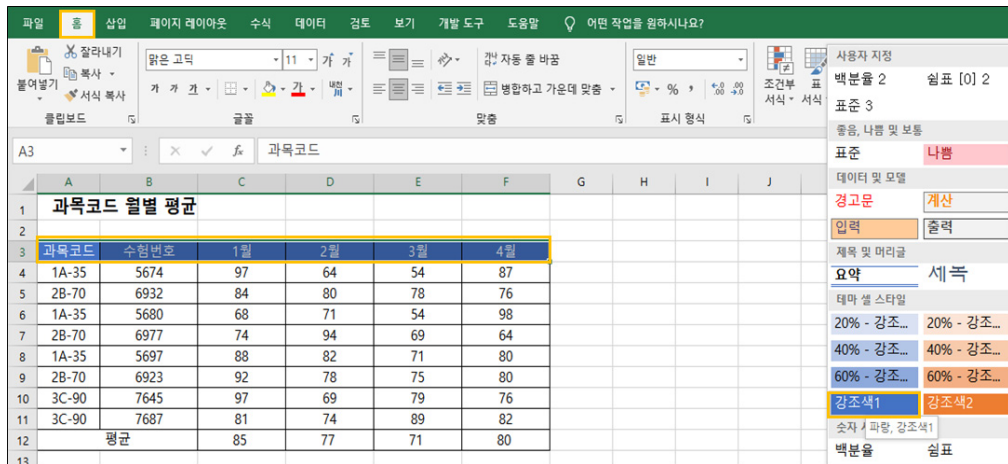 파일 홈 삽입 페이지 레이아웃 수식 데이터 검토 보기 개발 도구 도움말 어떤 작업을 원하시나요?
잘라내기
복사
서식 복사
붙여넣기
클립보드
맑은 고딕 11 가 가
가 가 가 가 내천
글꼴
자동 줄 바꿈
병합하고 가운데 맞춤
맞춤
일반
% , .00
표시 형식
조건부 표
서식 서식
A3 fx 과목코드
A B C D E F G H I J
1 과목코드 월별 평균
2
3 과목코드 수험번호 1월 2월 3월 4월
4 1A-35 5674 97 64 54 87
5 2B-70 6932 84 80 78 76
6 1A-35 5680 68 71 54 98
7 2B-70 6977 74 94 69 64
8 1A-35 5697 88 82 71 80
9 2B-70 6923 92 78 75 80
10 3C-90 7645 97 69 79 76
11 3C-90 7687 81 74 89 82
12 평균 85 77 71 80
13
사용자 지정
백분율 2 쉼표 [0] 2
표준 3
좋음, 나쁨 및 보통
표준 나쁨
데이터 및 모델
경고문 계산
입력 출력
제목 및 머리글
요약 제목
테마 셀 스타일
20% - 강조... 20% - 강조...
40% - 강조... 40% - 강조...
60% - 강조... 60% - 강조...
강조색1 강조색2
숫자 파랑, 강조색1
백분율 쉼표